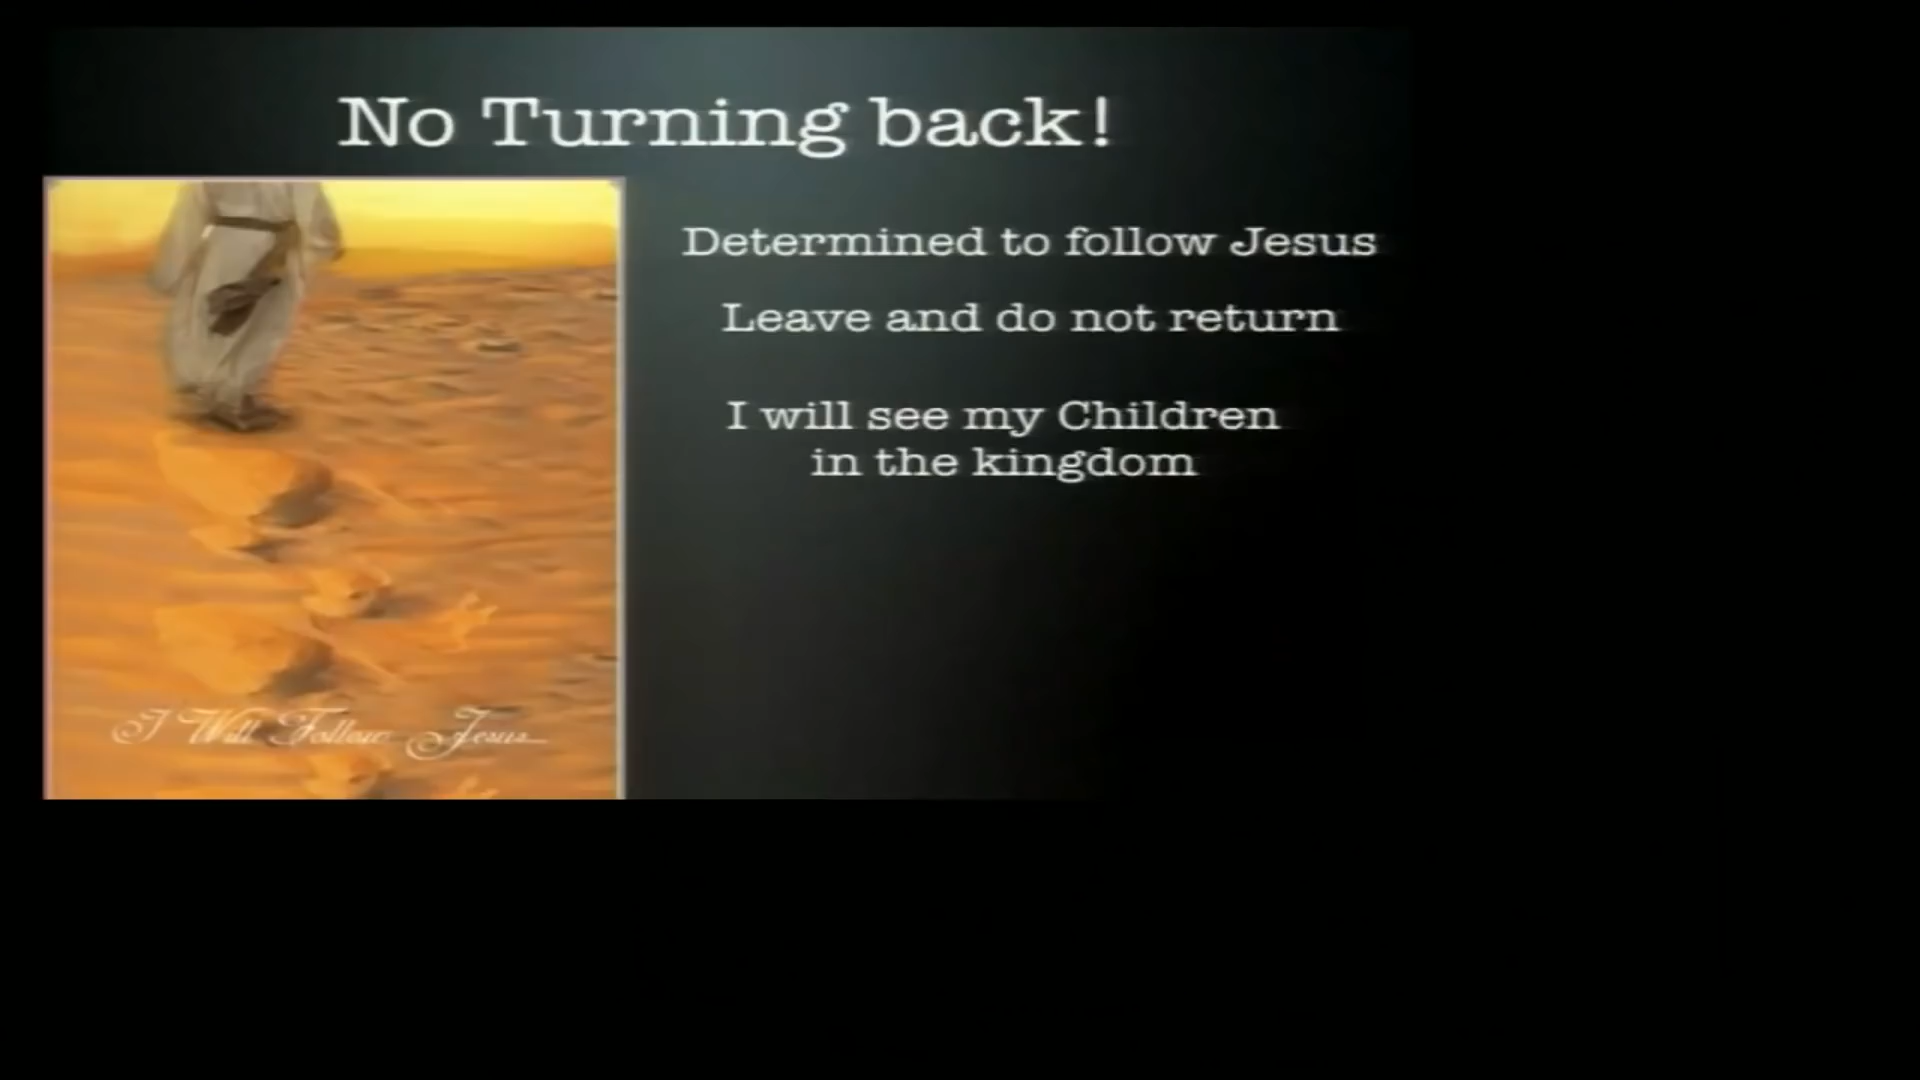 No Turning back!
Determined to follow Jesus
Leave and do not return
I will see my Children
in the kingdom
I Will Follow Jesus